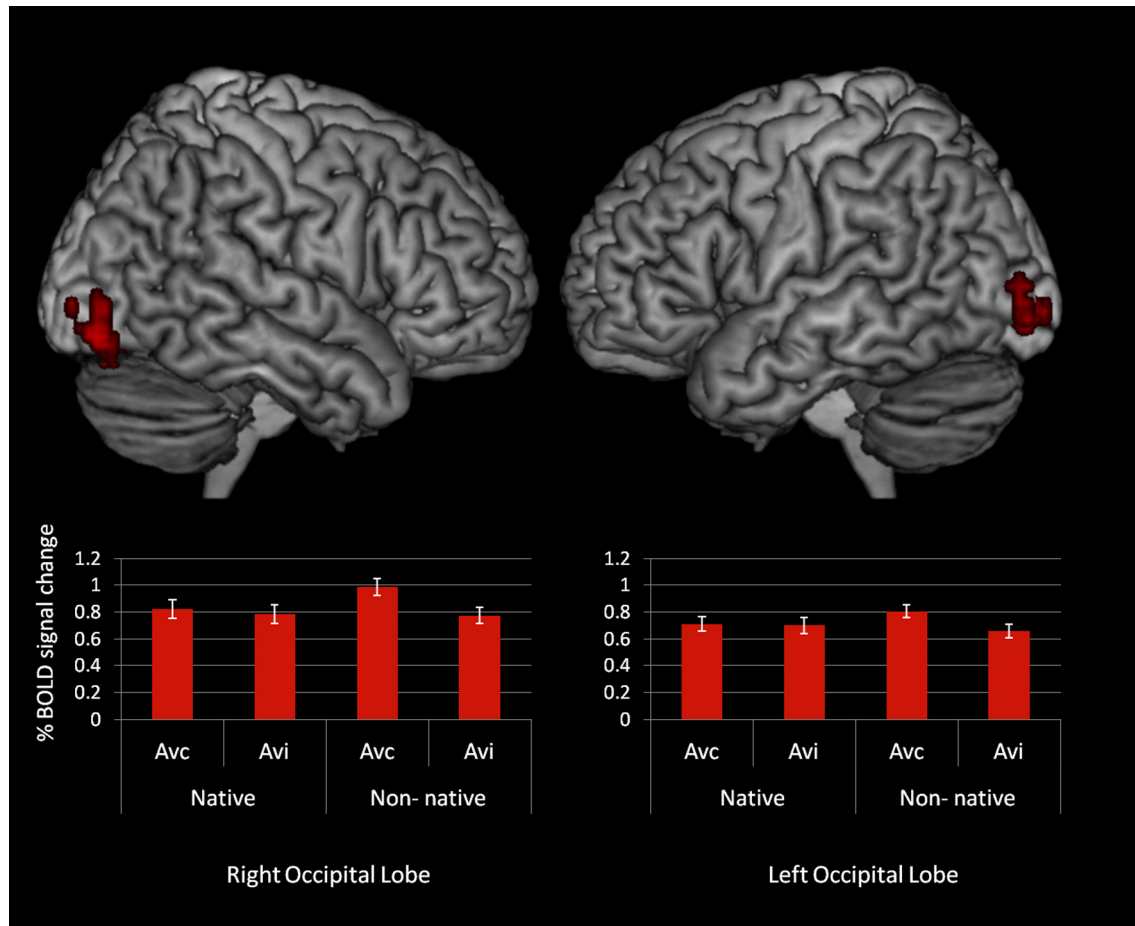 % BOLD signal change
1.2
1
0.8
0.6
0.4
0.2
0
Avc Avi Avc Avi
Native Non- native
Right Occipital Lobe
1.2
1
0.8
0.6
0.4
0.2
0
Avc Avi Avc Avi
Native Non- native
Left Occipital Lobe